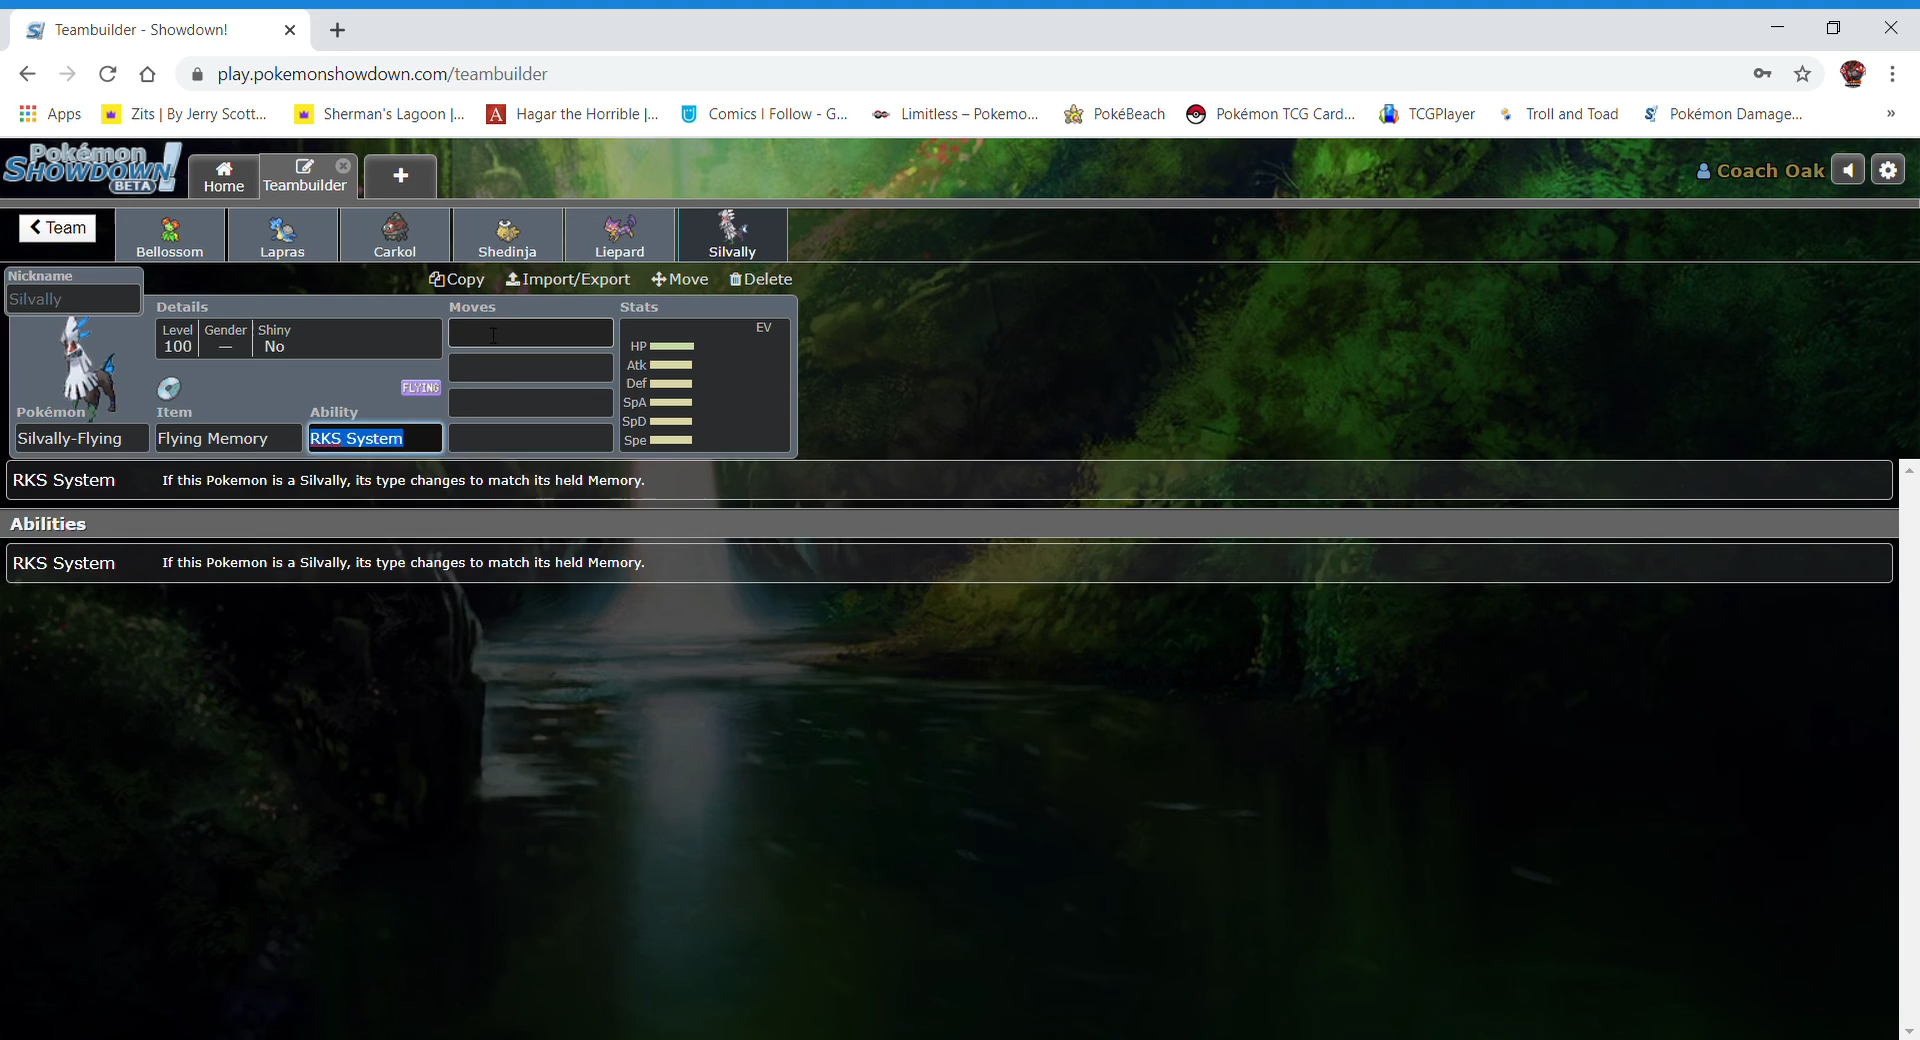 Teambuilder - Showdown!
play.pokemonshowdown.com/teambuilder
Apps
Zits | By Jerry Scott...
Sherman's Lagoon |...
Hagar the Horrible |...
Comics I Follow - G...
Limitless – Pokemo...
PokéBeach
Pokémon TCG Card...
TCGPlayer
Troll and Toad
Pokémon Damage...
»
Pokémon
SHOWDOWN!
BETA
Home
Teambuilder
Coach Oak
Team
Bellossom
Lapras
Carkol
Shedinja
Liepard
Silvally
Nickname
Silvally
Copy
Import/Export
Move
Delete
Details
Moves
Stats
Level
100
Gender
—
Shiny
No
EV
HP
Atk
Def
SpA
SpD
Spe
FLYING
Pokémon
Item
Ability
Silvally-Flying
Flying Memory
RKS System
RKS System If this Pokemon is a Silvally, its type changes to match its held Memory.
Abilities
RKS System If this Pokemon is a Silvally, its type changes to match its held Memory.